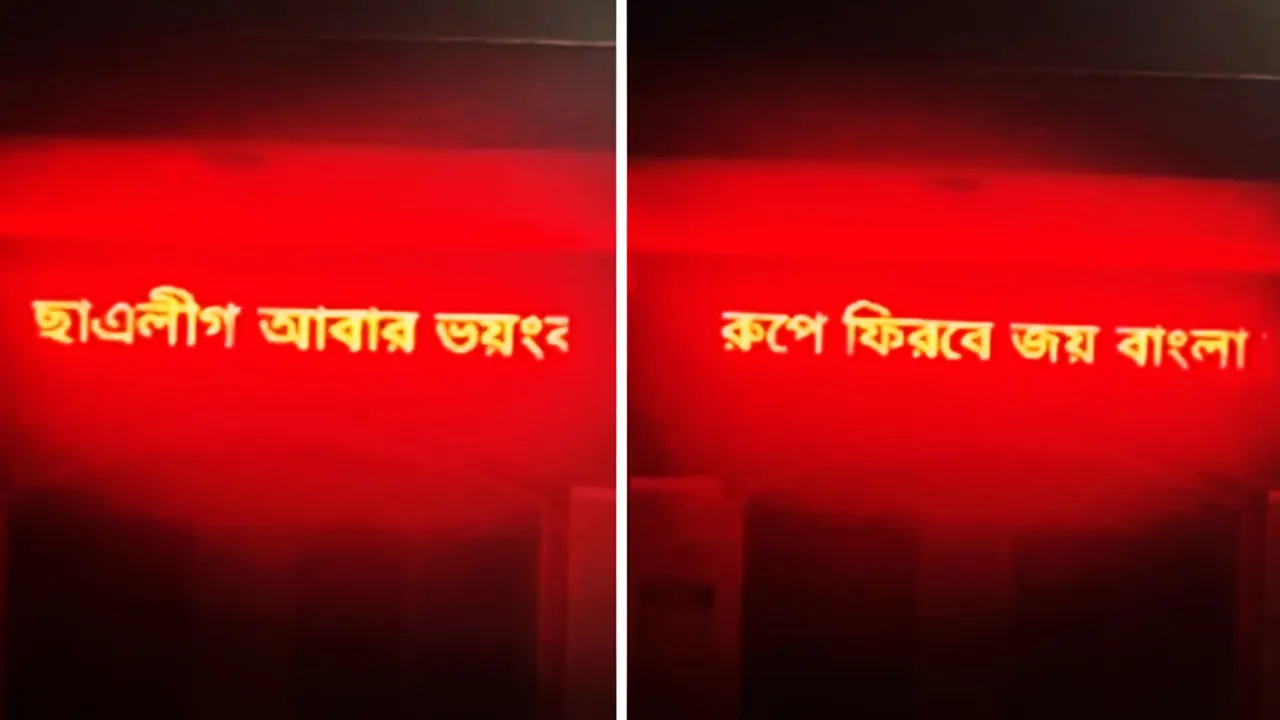 ছাএলীগ আবার ভয়ংক
রুপে ফিরবে জয় বাংলা